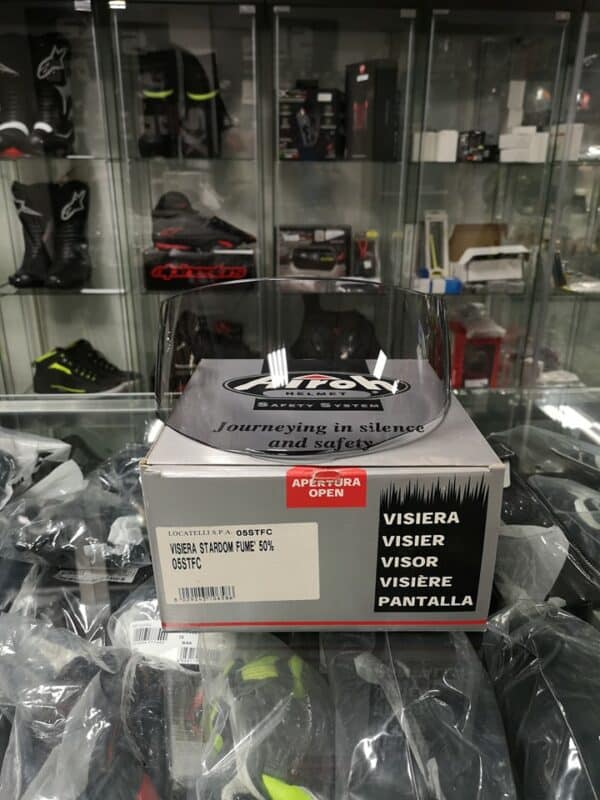 alpinestars
Airoh
HELMET
SAFETY SYSTEM
Journeying in silence
and safety
APERTURA
OPEN
LOCATELLI S.P.A. 05STFC
VISIERA STARDOM FUME' 50%
05STFC
VISIERA
VISIER
VISOR
VISIÈRE
PANTALLA